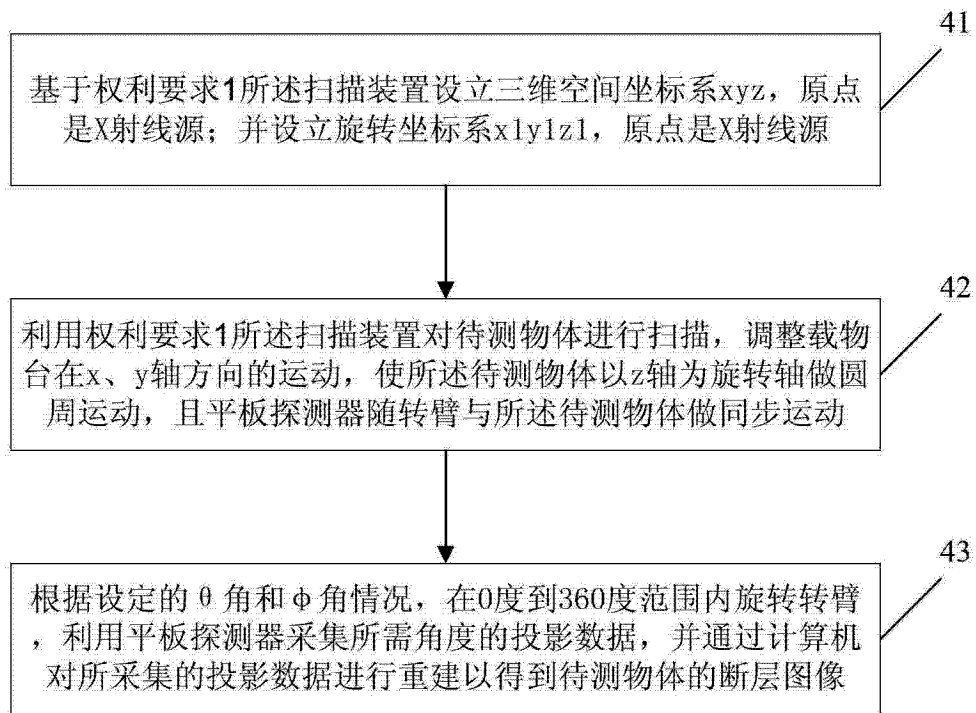 41
基于权利要求1所述扫描装置设立三维空间坐标系xyz，原点
是X射线源；并设立旋转坐标系x1y1z1，原点是X射线源
42
利用权利要求1所述扫描装置对待测物体进行扫描，调整载物
台在x、y轴方向的运动，使所述待测物体以z轴为旋转轴做圆
周运动，且平板探测器随转臂与所述待测物体做同步运动
43
根据设定的θ角和φ角情况，在0度到360度范围内旋转转臂
，利用平板探测器采集所需角度的投影数据，并通过计算机
对所采集的投影数据进行重建以得到待测物体的断层图像